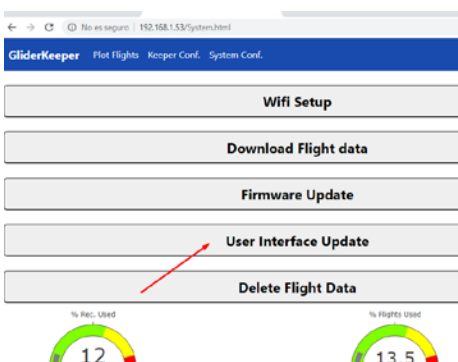 No es seguro | 192.168.1.53/System.html
GliderKeeper Plot Flights Keeper Conf. System Conf.
Wifi Setup
Download Flight data
Firmware Update
User Interface Update
Delete Flight Data
% Rec. Used % Flights Used
12 13.5